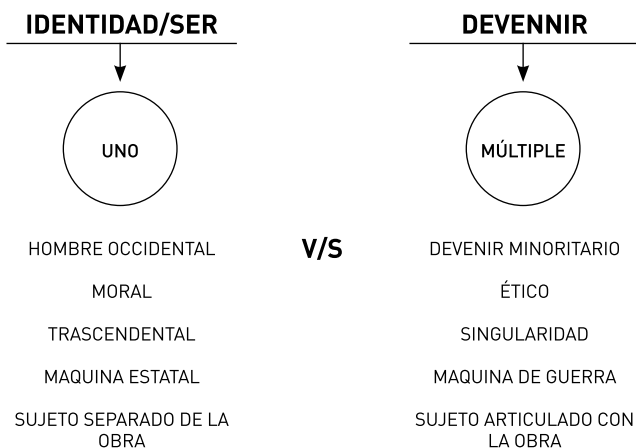 IDENTIDAD/SER
UNO
HOMBRE OCCIDENTAL
MORAL
TRASCENDENTAL
MAQUINA ESTATAL
SUJETO SEPARADO DE LA
OBRA
V/S
DEVENNIR
MÚLTIPLE
DEVENIR MINORITARIO
ÉTICO
SINGULARIDAD
MAQUINA DE GUERRA
SUJETO ARTICULADO CON
LA OBRA